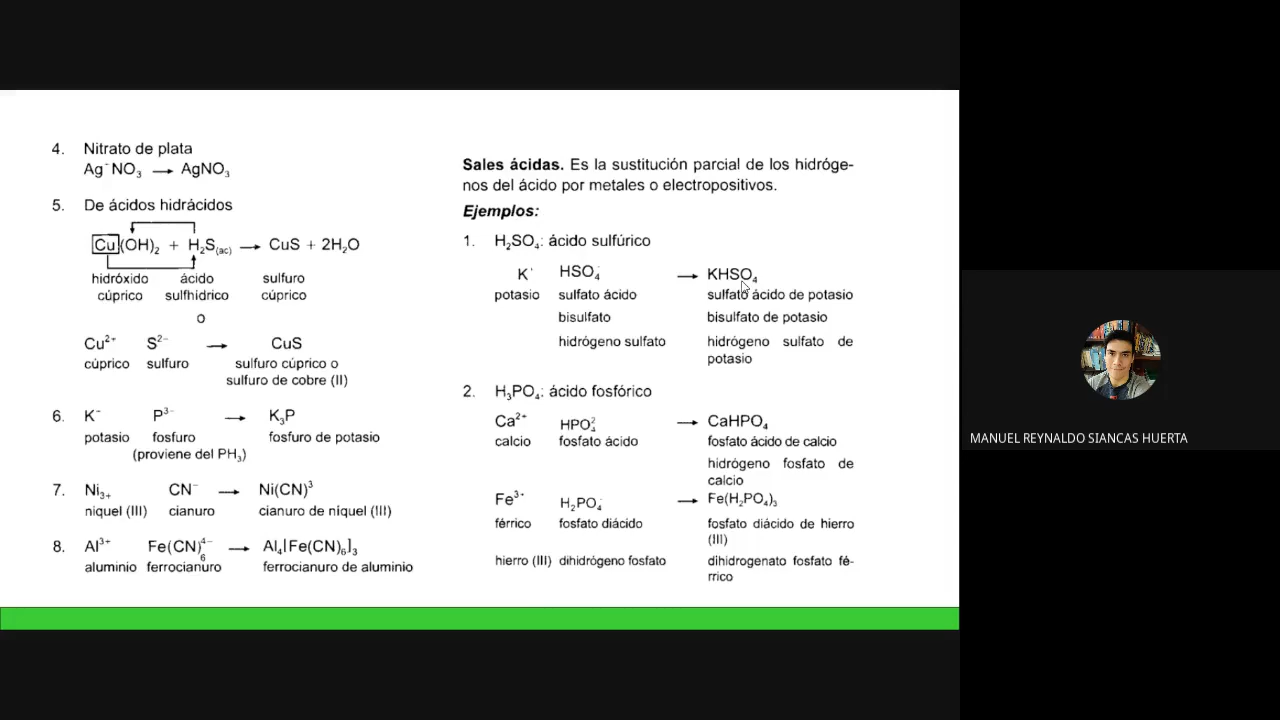 4. Nitrato de plata
Ag⁻NO₃ → AgNO₃
5. De ácidos hidrácidos
Cu(OH)₂ + H₂S(ac) → CuS + 2H₂O
hidróxido ácido sulfuro
cúprico sulfhídrico cúprico
o
Cu²⁺ S²⁻ → CuS
cúprico sulfuro sulfuro cúprico o
sulfuro de cobre (II)
6. K⁻ P³⁻ → K₃P
potasio fosfuro fosfuro de potasio
(proviene del PH₃)
7. Ni₃₊ CN⁻ → Ni(CN)³
niquel (III) cianuro cianuro de níquel (III)
8. Al³⁺ Fe(CN)₆⁴⁻ → Al₄[Fe(CN)₆]₃
aluminio ferrocianuro ferrocianuro de aluminio
Sales ácidas. Es la sustitución parcial de los hidróge-
nos del ácido por metales o electropositivos.
Ejemplos:
1. H₂SO₄: ácido sulfúrico
K⁺ HSO₄⁻ → KHSO₄
potasio sulfato ácido sulfato ácido de potasio
bisulfato bisulfato de potasio
hidrógeno sulfato hidrógeno sulfato de
potasio
2. H₃PO₄: ácido fosfórico
Ca²⁺ HPO₄² → CaHPO₄
calcio fosfato ácido fosfato ácido de calcio
hidrógeno fosfato de
calcio
Fe³⁺ H₂PO₄⁻ → Fe(H₂PO₄)₃
férrico fosfato diácido fosfato diácido de hierro
(III)
hierro (III) dihidrógeno fosfato dihidrogenato fosfato fé-
rrico
MANUEL REYNALDO SIANCAS HUERTA